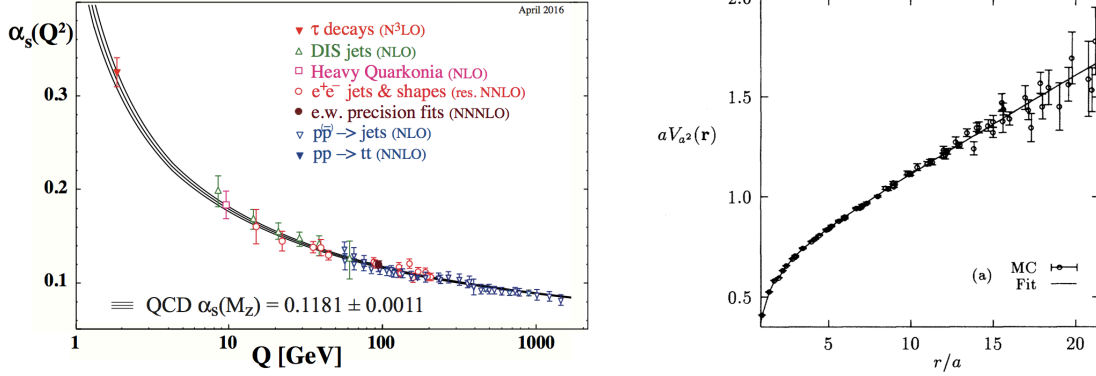 April 2016
αs(Q²)
τ decays (N³LO)
DIS jets (NLO)
Heavy Quarkonia (NLO)
e⁺e⁻ jets & shapes (res. NNLO)
e.w. precision fits (NNNLO)
pp(–) –> jets (NLO)
pp –> tt (NNLO)
0.3
0.2
0.1
QCD αs(Mz) = 0.1181 ± 0.0011
1
10
100
1000
Q [GeV]
2.0
1.5
aVa²(r)
1.0
0.5
(a)
MC
Fit
5
10
15
20
r/a